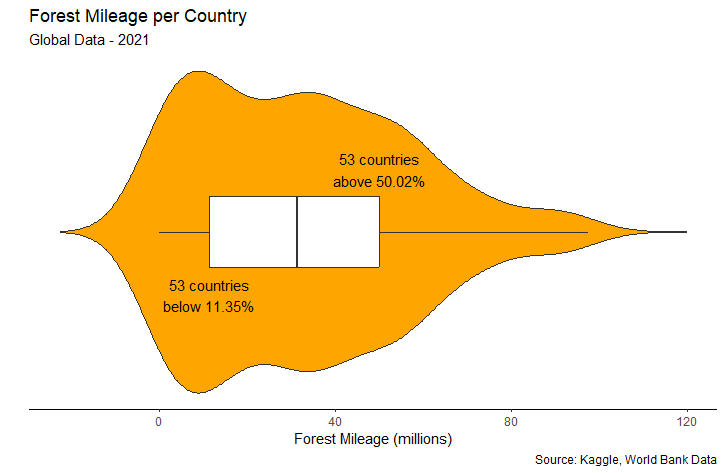 Forest Mileage per Country
Global Data - 2021
53 countries
above 50.02%
53 countries
below 11.35%
0 40 80 120
Forest Mileage (millions)
Source: Kaggle, World Bank Data